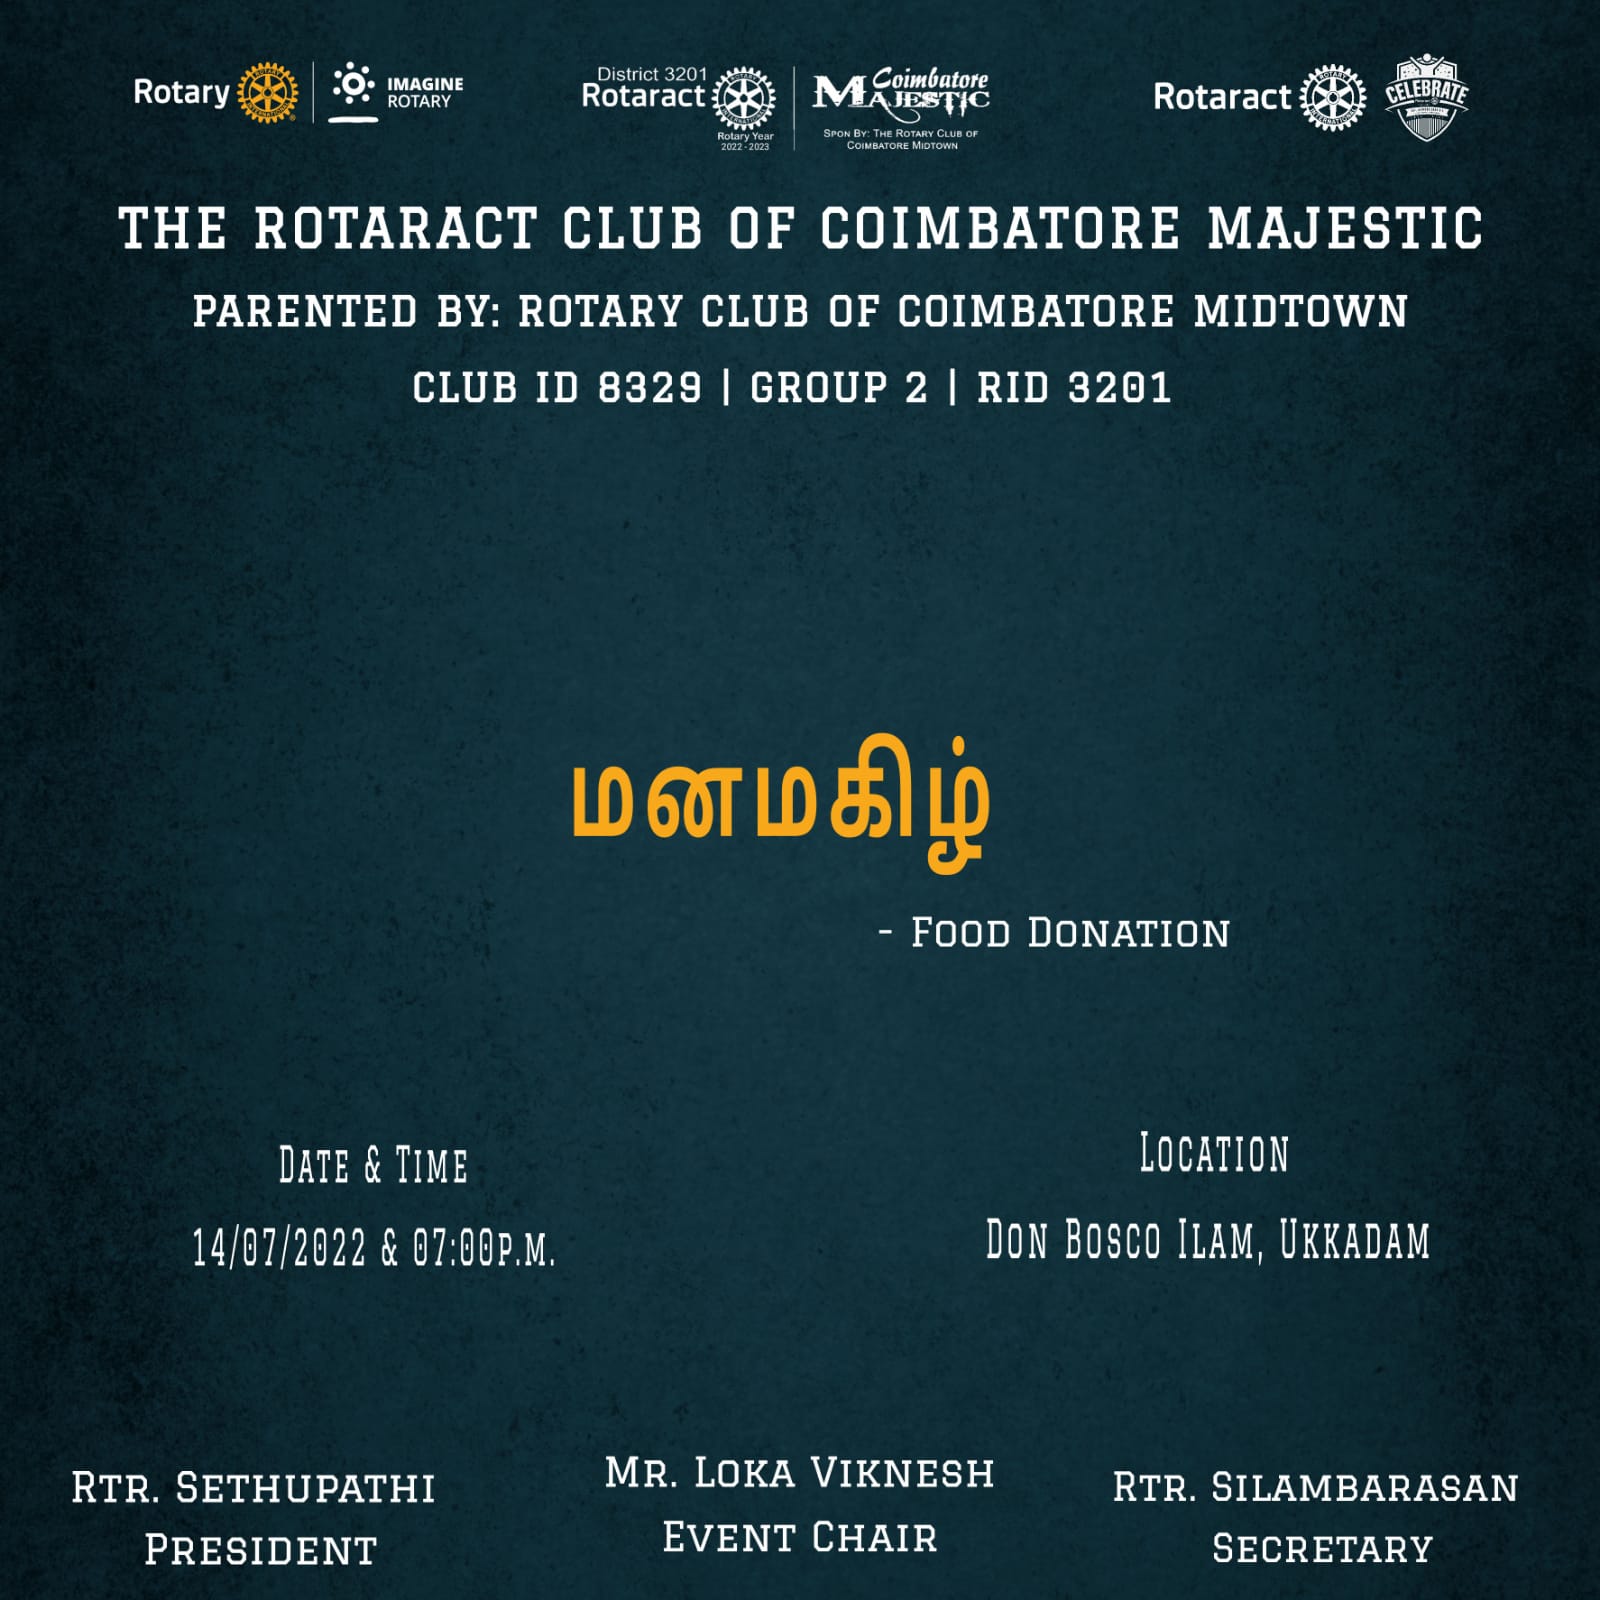 Rotary
IMAGINE
ROTARY
District 3201
Rotaract
Rotary Year
2022-2023
Coimbatore
MAJESTIC
SPON BY: THE ROTARY CLUB OF
COIMBATORE MIDTOWN
Rotaract
CELEBRATE
THE ROTARACT CLUB OF COIMBATORE MAJESTIC
PARENTED BY: ROTARY CLUB OF COIMBATORE MIDTOWN
CLUB ID 8329 | GROUP 2 | RID 3201
மனமகிழ்
- FOOD DONATION
DATE & TIME
14/07/2022 & 07:00P.M.
LOCATION
DON BOSCO ILAM, UKKADAM
RTR. SETHUPATHI
PRESIDENT
MR. LOKA VIKNESH
EVENT CHAIR
RTR. SILAMBARASAN
SECRETARY